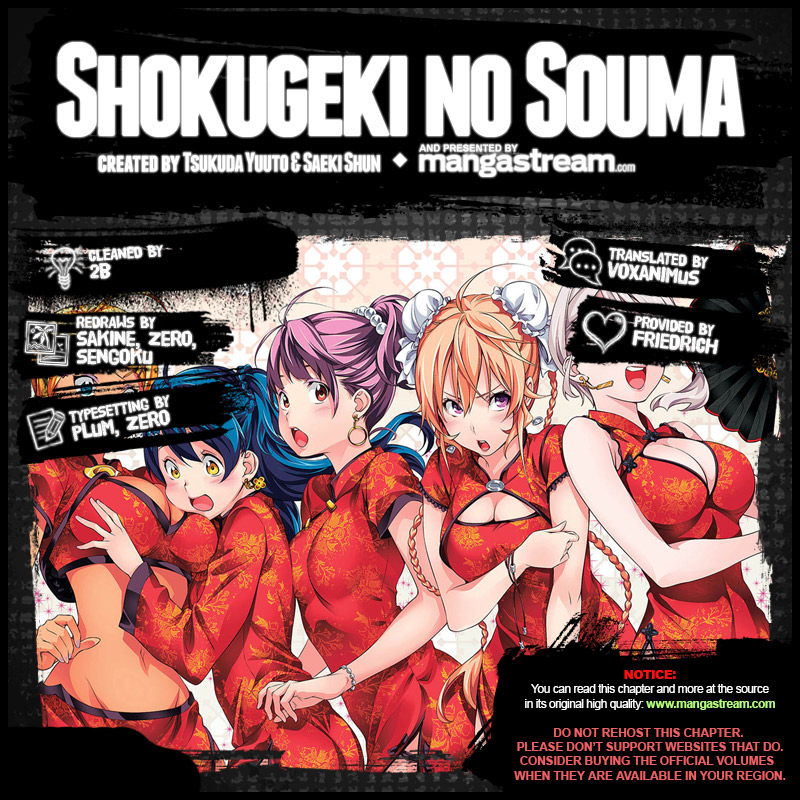 SHOKUGEKI NO SOUMA
CREATED BY TSUKUDA YUUTO & SAEKI SHUN ◆ AND PRESENTED BY mangastream.com
CLEANED BY
2B
REDRAWS BY
SAKINE, ZERO,
SENGOKU
TYPESETTING BY
PLUM, ZERO
TRANSLATED BY
VOXANIMUS
PROVIDED BY
FRIEDRICH
NOTICE:
You can read this chapter and more at the source
in its original high quality: www.mangastream.com
DO NOT REHOST THIS CHAPTER.
PLEASE DON'T SUPPORT WEBSITES THAT DO.
CONSIDER BUYING THE OFFICIAL VOLUMES
WHEN THEY ARE AVAILABLE IN YOUR REGION.